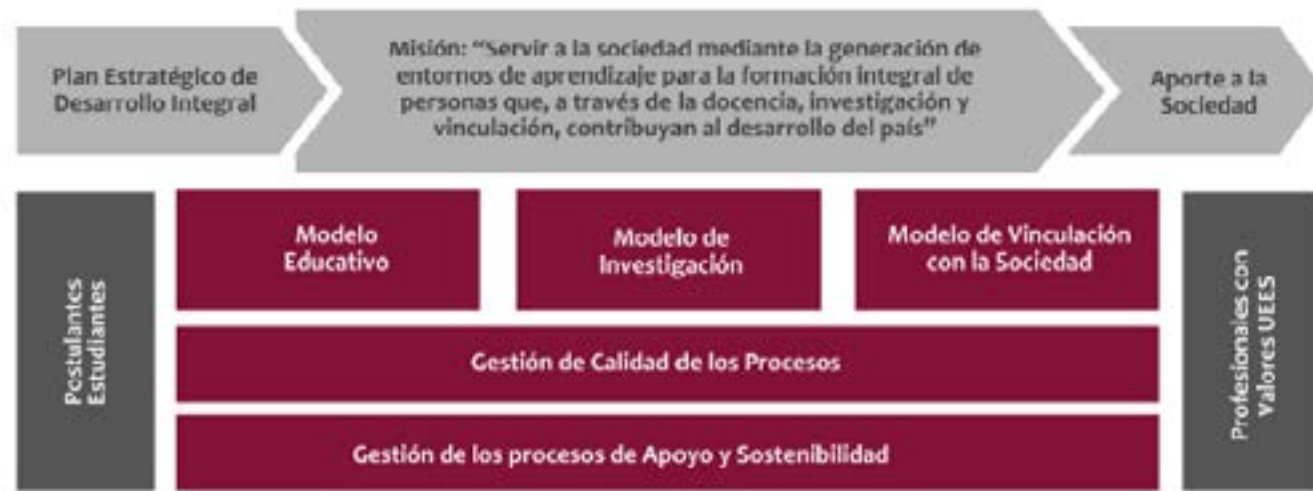 Plan Estratégico de
Desarrollo Integral
Misión: “Servir a la sociedad mediante la generación de
entornos de aprendizaje para la formación integral de
personas que, a través de la docencia, investigación y
vinculación, contribuyan al desarrollo del país”
Aporte a la
Sociedad
Postulantes
Estudiantes
Modelo
Educativo
Modelo de
Investigación
Modelo de Vinculación
con la Sociedad
Gestión de Calidad de los Procesos
Gestión de los procesos de Apoyo y Sostenibilidad
Profesionales con
Valores UEES